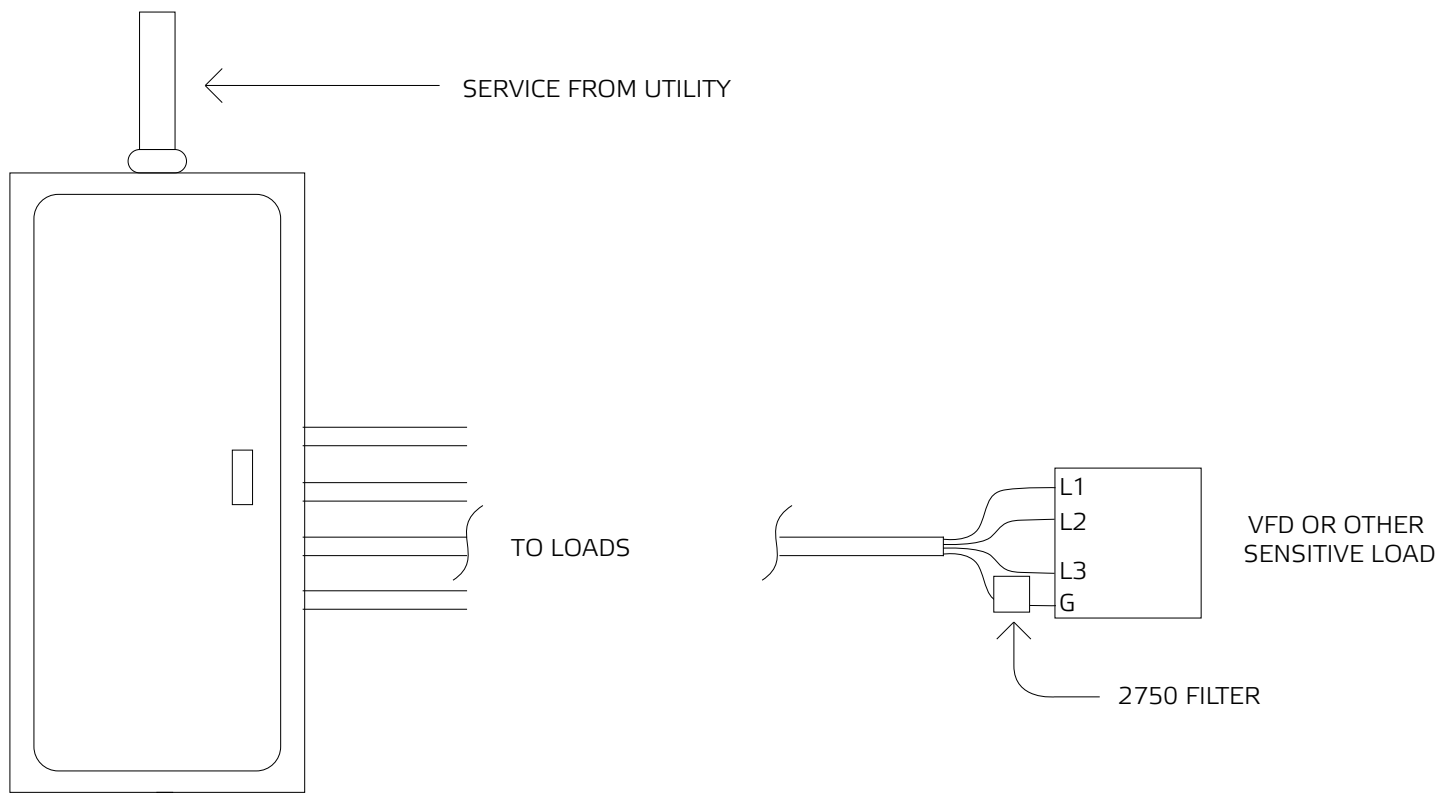 SERVICE FROM UTILITY
L1
L2
L3
G
VFD OR OTHER
SENSITIVE LOAD
TO LOADS
2750 FILTER